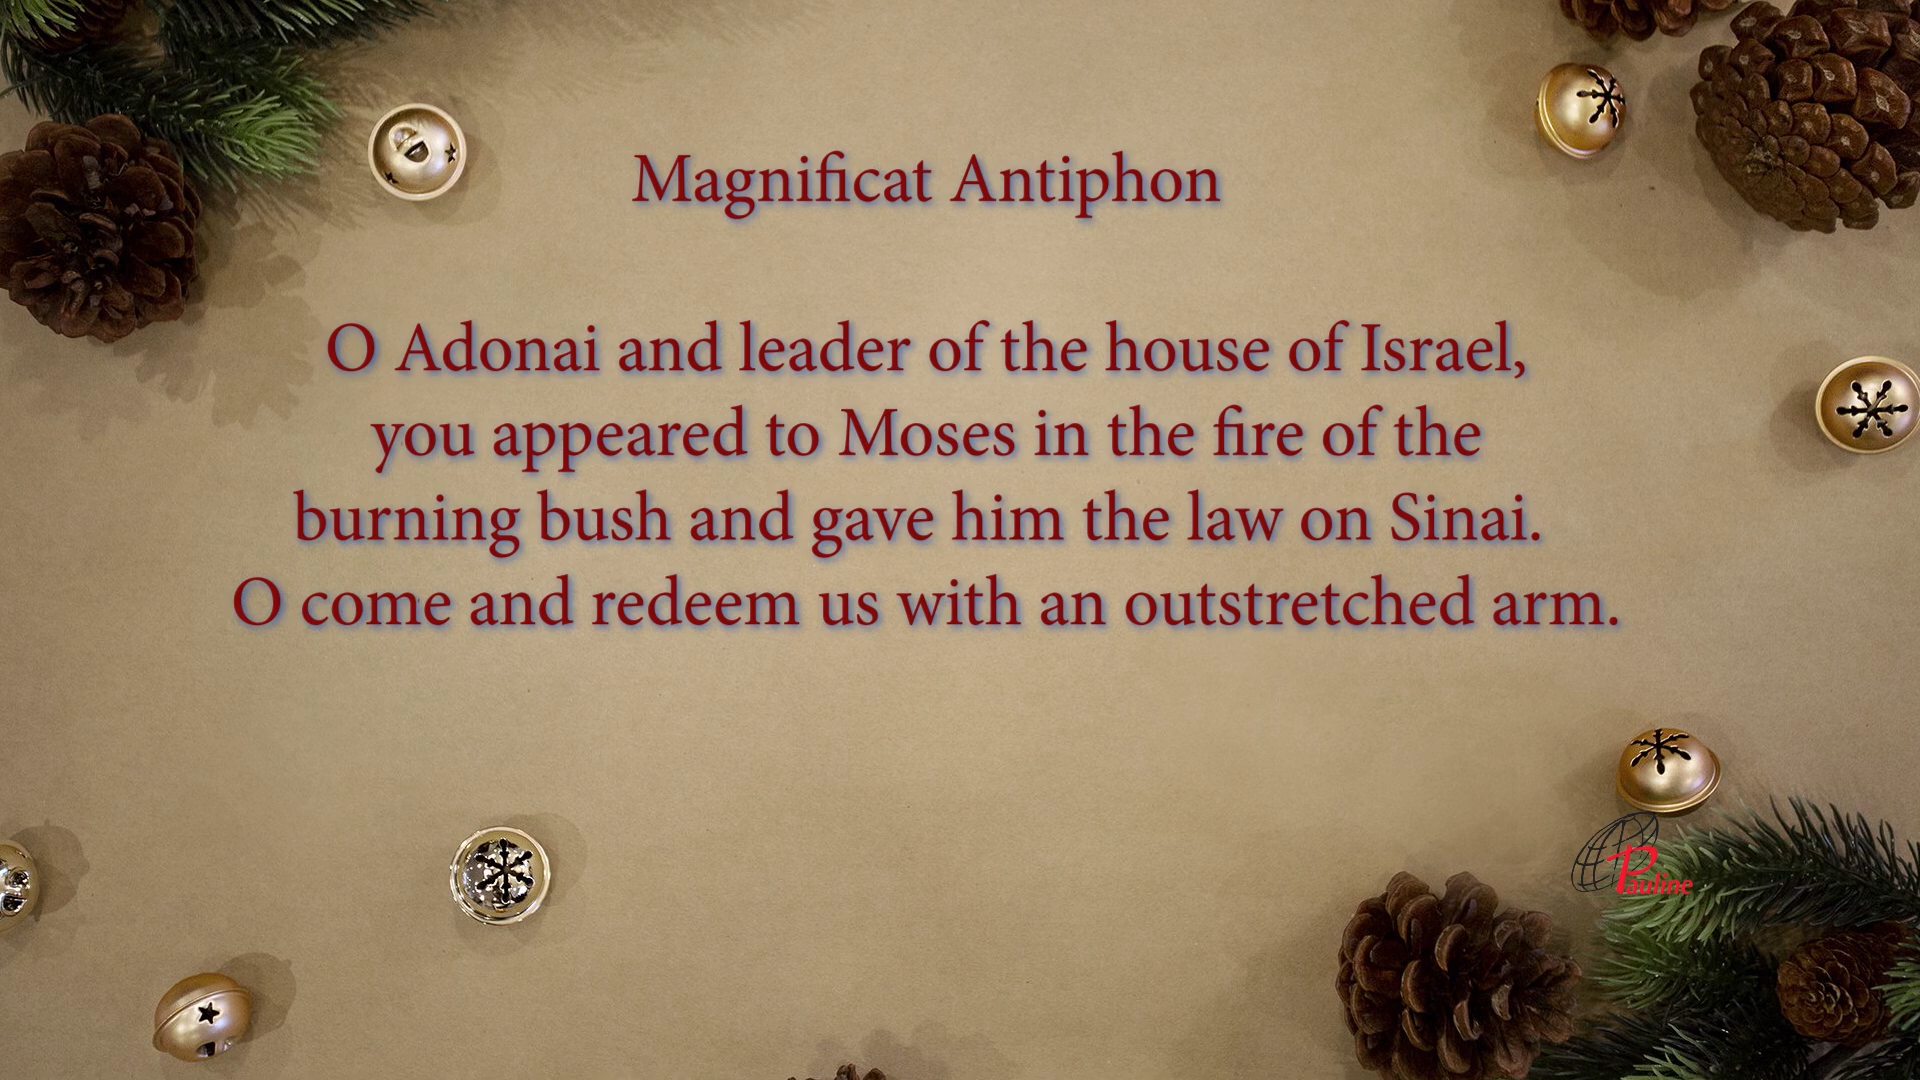 Magnificat Antiphon
O Adonai and leader of the house of Israel,
you appeared to Moses in the fire of the
burning bush and gave him the law on Sinai.
O come and redeem us with an outstretched arm.
Pauline